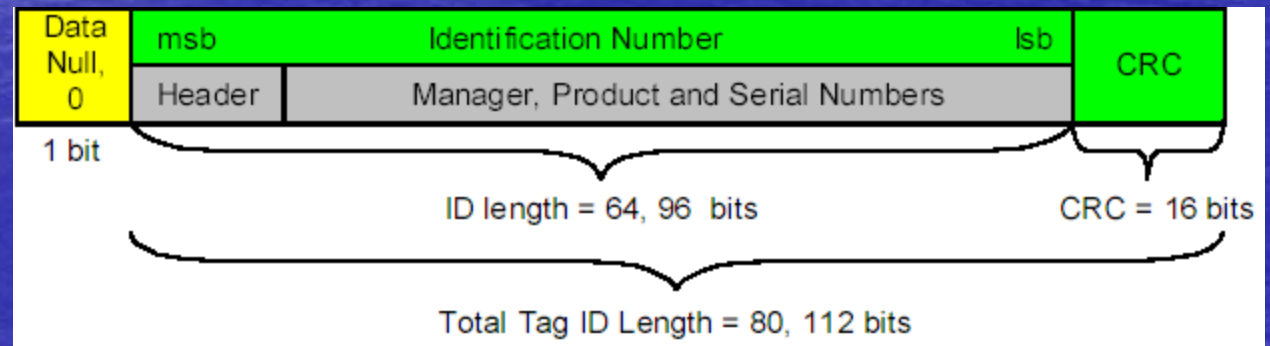 Data
Null,
0
msb Identification Number lsb
CRC
Header Manager, Product and Serial Numbers
1 bit
ID length = 64, 96 bits
CRC = 16 bits
Total Tag ID Length = 80, 112 bits